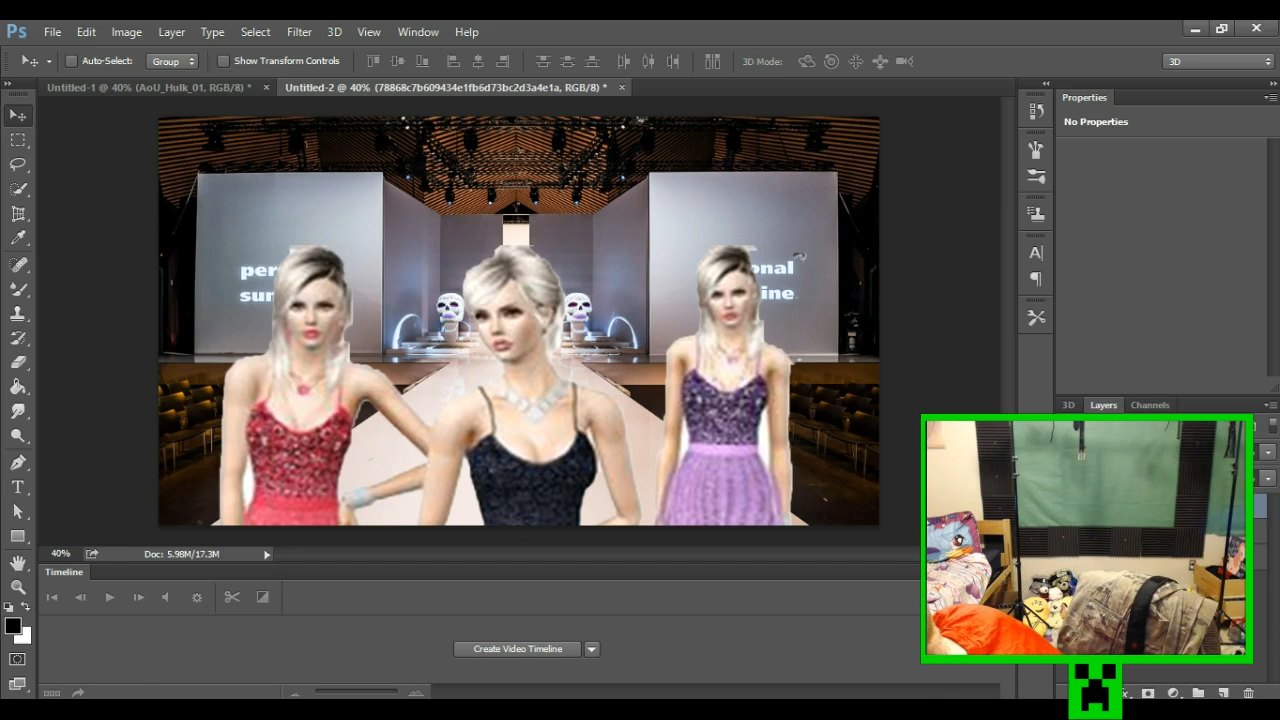 Ps File Edit Image Layer Type Select Filter 3D View Window Help
Auto-Select: Group Show Transform Controls 3D Mode: 3D
Untitled-1 @ 40% (AoU_Hulk_01, RGB/8) * × Untitled-2 @ 40% (78868c7b609434e1fb6d73bc2d3a4e1a, RGB/8) * ×
Properties
No Properties
per onal
sun ine
3D Layers Channels
40% Doc: 5.98M/17.3M
Timeline
Create Video Timeline